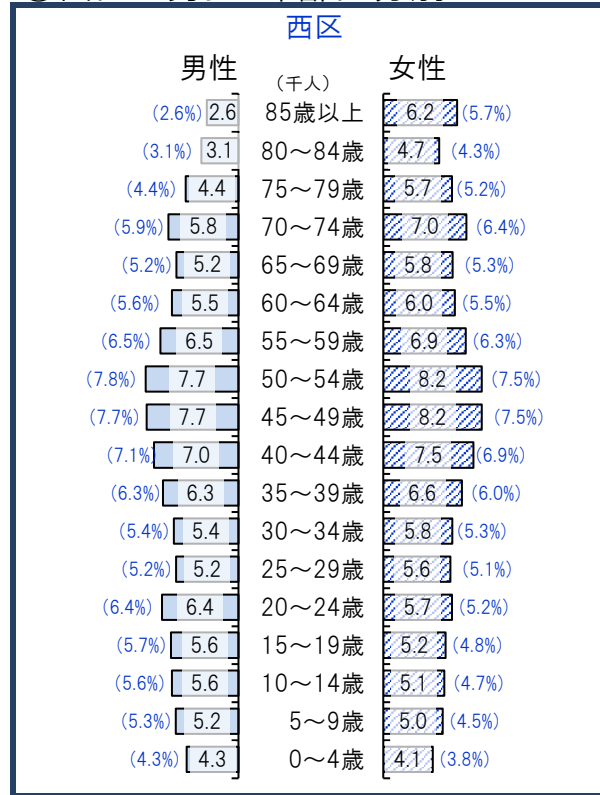 西区
男性 女性
(千人)
(2.6%) 2.6 85歳以上 6.2 (5.7%)
(3.1%) 3.1 80～84歳 4.7 (4.3%)
(4.4%) 4.4 75～79歳 5.7 (5.2%)
(5.9%) 5.8 70～74歳 7.0 (6.4%)
(5.2%) 5.2 65～69歳 5.8 (5.3%)
(5.6%) 5.5 60～64歳 6.0 (5.5%)
(6.5%) 6.5 55～59歳 6.9 (6.3%)
(7.8%) 7.7 50～54歳 8.2 (7.5%)
(7.7%) 7.7 45～49歳 8.2 (7.5%)
(7.1%) 7.0 40～44歳 7.5 (6.9%)
(6.3%) 6.3 35～39歳 6.6 (6.0%)
(5.4%) 5.4 30～34歳 5.8 (5.3%)
(5.2%) 5.2 25～29歳 5.6 (5.1%)
(6.4%) 6.4 20～24歳 5.7 (5.2%)
(5.7%) 5.6 15～19歳 5.2 (4.8%)
(5.6%) 5.6 10～14歳 5.1 (4.7%)
(5.3%) 5.2 5～9歳 5.0 (4.5%)
(4.3%) 4.3 0～4歳 4.1 (3.8%)